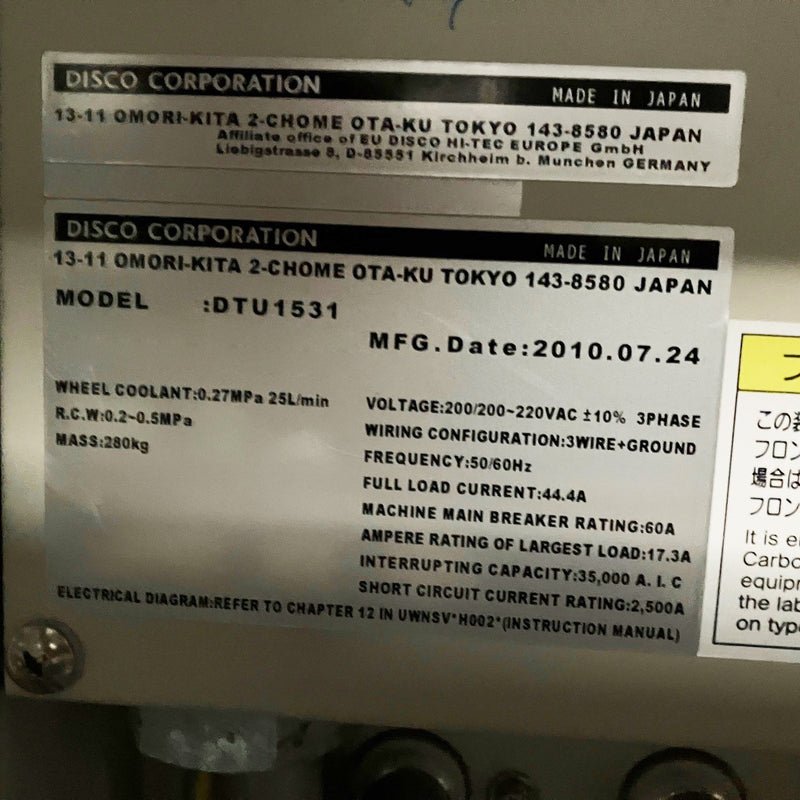 DISCO CORPORATION MADE IN JAPAN
13-11 OMORI-KITA 2-CHOME OTA-KU TOKYO 143-8580 JAPAN
Affiliate office of EU DISCO HI-TEC EUROPE GmbH
Liebigstrasse 8, D-85551 Kirchheim b. Munchen GERMANY
DISCO CORPORATION MADE IN JAPAN
13-11 OMORI-KITA 2-CHOME OTA-KU TOKYO 143-8580 JAPAN
MODEL :DTU1531
MFG.Date:2010.07.24
WHEEL COOLANT:0.27MPa 25L/min
R.C.W:0.2~0.5MPa
MASS:280kg
VOLTAGE:200/200~220VAC ±10% 3PHASE
WIRING CONFIGURATION:3WIRE+GROUND
FREQUENCY:50/60Hz
FULL LOAD CURRENT:44.4A
MACHINE MAIN BREAKER RATING:60A
AMPERE RATING OF LARGEST LOAD:17.3A
INTERRUPTING CAPACITY:35,000 A. I. C
SHORT CIRCUIT CURRENT RATING:2,500A
ELECTRICAL DIAGRAM:REFER TO CHAPTER 12 IN UWNSV*H002*(INSTRUCTION MANUAL)
フ
この装
フロン
場合は
フロン
It is e
Carbo
equipm
the lab
on type